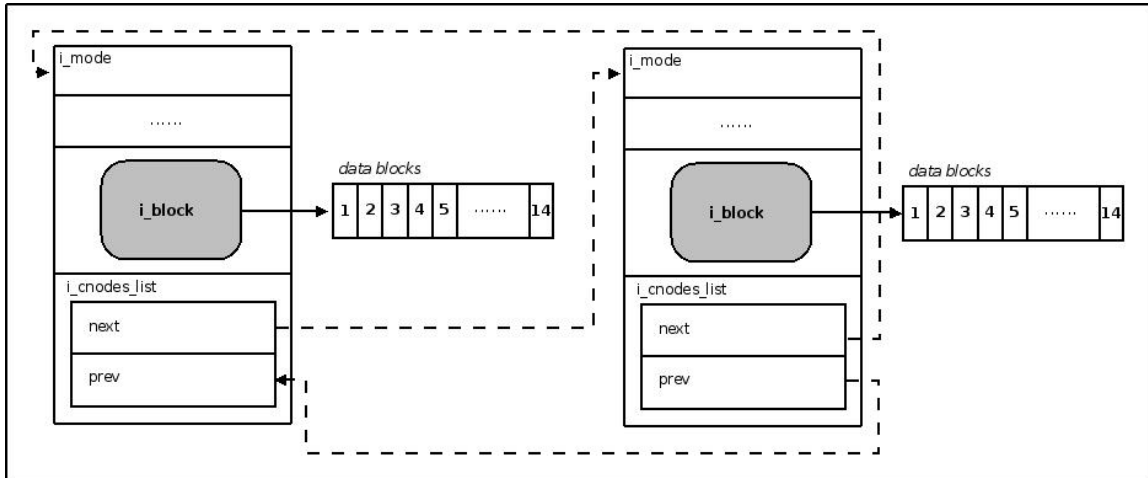 i_mode
......
i_block
data blocks
1 2 3 4 5 ...... 14
i_cnodes_list
next
prev
i_mode
......
i_block
data blocks
1 2 3 4 5 ...... 14
i_cnodes_list
next
prev